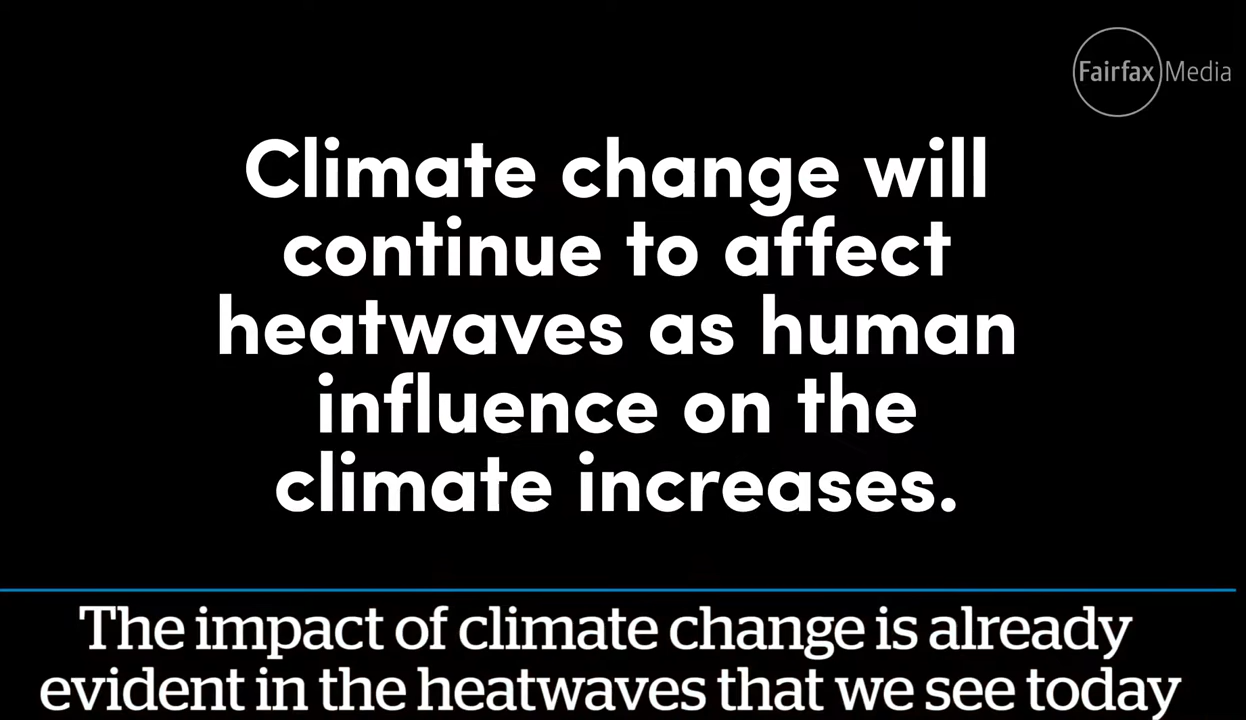 Fairfax Media
Climate change will
continue to affect
heatwaves as human
influence on the
climate increases.
The impact of climate change is already
evident in the heatwaves that we see today